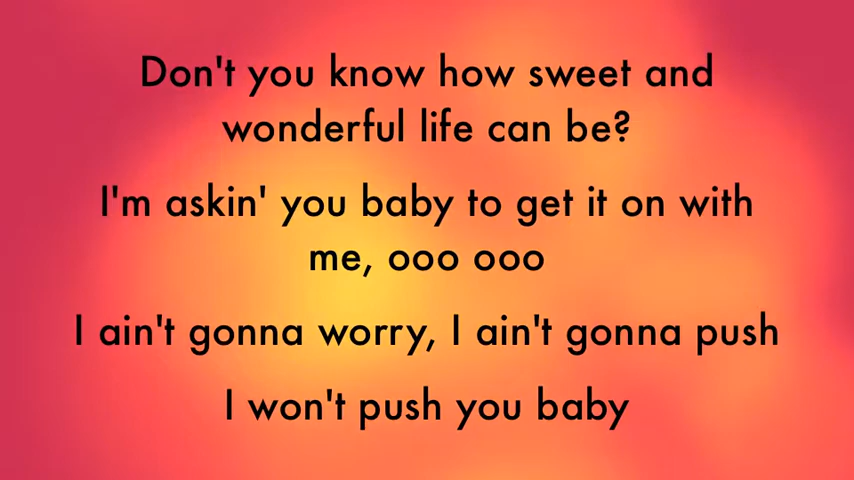 Don't you know how sweet and
wonderful life can be?
I'm askin' you baby to get it on with
me, ooo ooo
I ain't gonna worry, I ain't gonna push
I won't push you baby